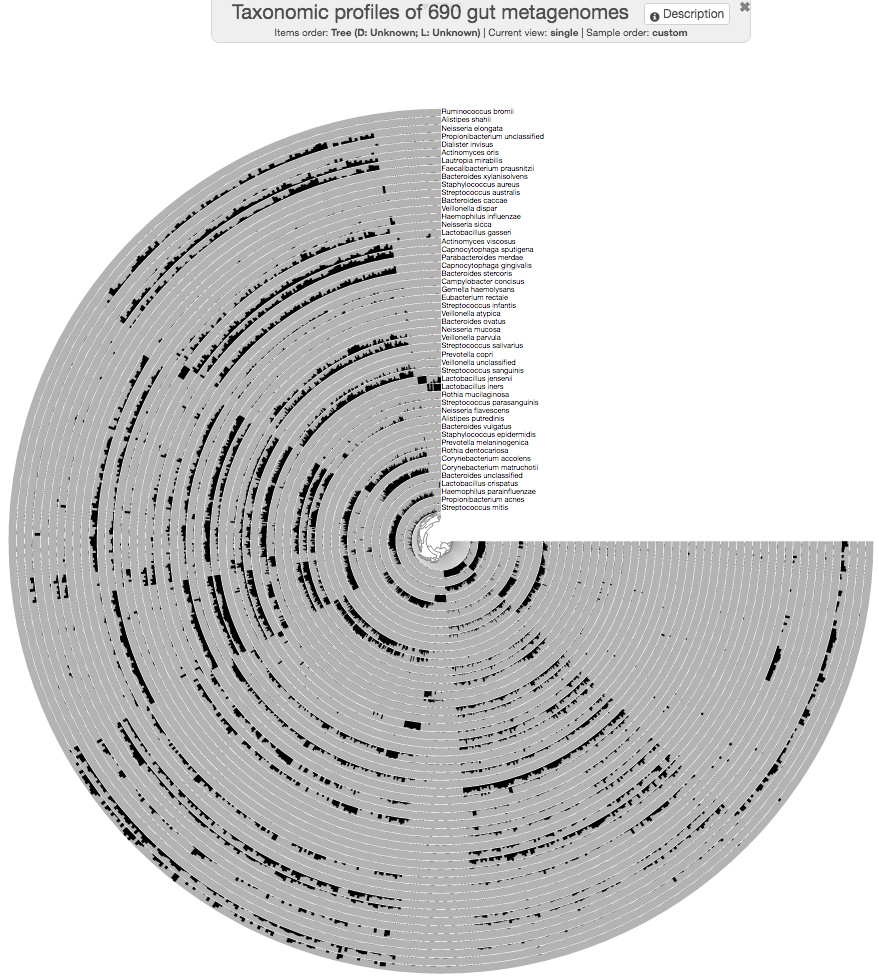 Taxonomic profiles of 690 gut metagenomes
Description
Items order: Tree (D: Unknown; L: Unknown) | Current view: single | Sample order: custom
Ruminococcus bromii
Alistipes shahii
Neisseria elongata
Propionibacterium unclassified
Dialister invisus
Actinomyces oris
Lautropia mirabilis
Faecalibacterium prausnitzii
Bacteroides xylanisolvens
Staphylococcus aureus
Streptococcus australis
Bacteroides caccae
Veillonella dispar
Haemophilus influenzae
Neisseria sicca
Lactobacillus gasseri
Actinomyces viscosus
Capnocytophaga sputigena
Parabacteroides merdae
Capnocytophaga gingivalis
Bacteroides stercoris
Campylobacter concisus
Gemella haemolysans
Eubacterium rectale
Streptococcus infantis
Veillonella atypica
Bacteroides ovatus
Neisseria mucosa
Veillonella parvula
Streptococcus salivarius
Prevotella copri
Veillonella unclassified
Streptococcus sanguinis
Lactobacillus jensenii
Lactobacillus iners
Rothia mucilaginosa
Streptococcus parasanguinis
Neisseria flavescens
Alistipes putredinis
Bacteroides vulgatus
Staphylococcus epidermidis
Prevotella melaninogenica
Rothia dentocariosa
Corynebacterium accolens
Corynebacterium matruchotii
Bacteroides unclassified
Lactobacillus crispatus
Haemophilus parainfluenzae
Propionibacterium acnes
Streptococcus mitis